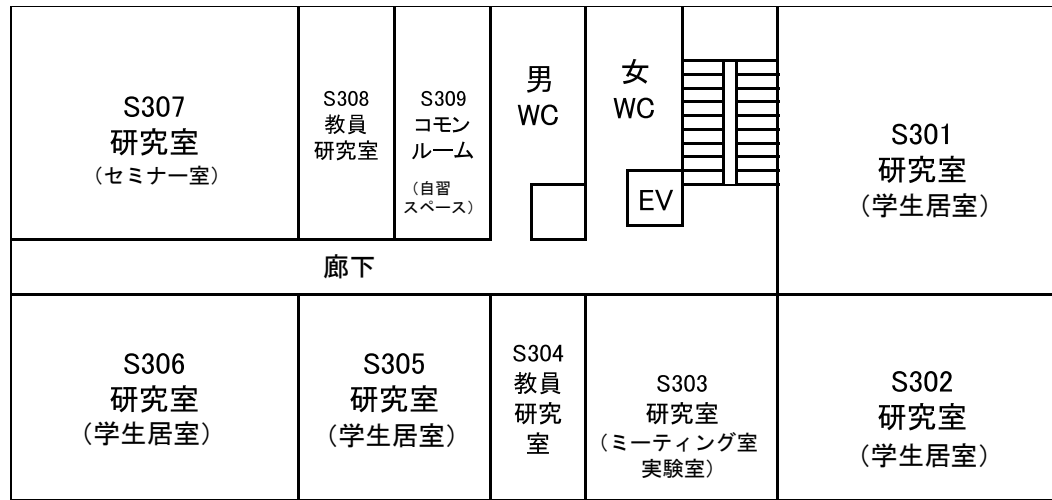 S307
研究室
（セミナー室）
S308
教員
研究室
S309
コモン
ルーム
（自習
スペース）
男
WC
女
WC
EV
S301
研究室
（学生居室）
廊下
S306
研究室
（学生居室）
S305
研究室
（学生居室）
S304
教員
研究
室
S303
研究室
（ミーティング室
実験室）
S302
研究室
（学生居室）